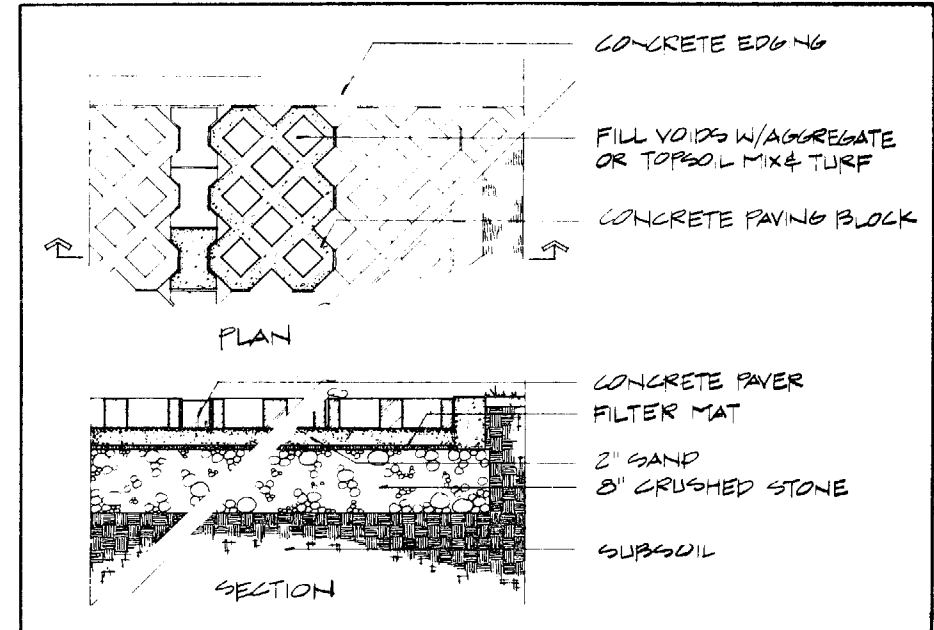 CONCRETE EDGING
FILL VOIDS W/AGGREGATE
OR TOPSOIL MIX & TURF
CONCRETE PAVING BLOCK
PLAN
CONCRETE PAVER
FILTER MAT
2" SAND
8" CRUSHED STONE
SUBSOIL
SECTION